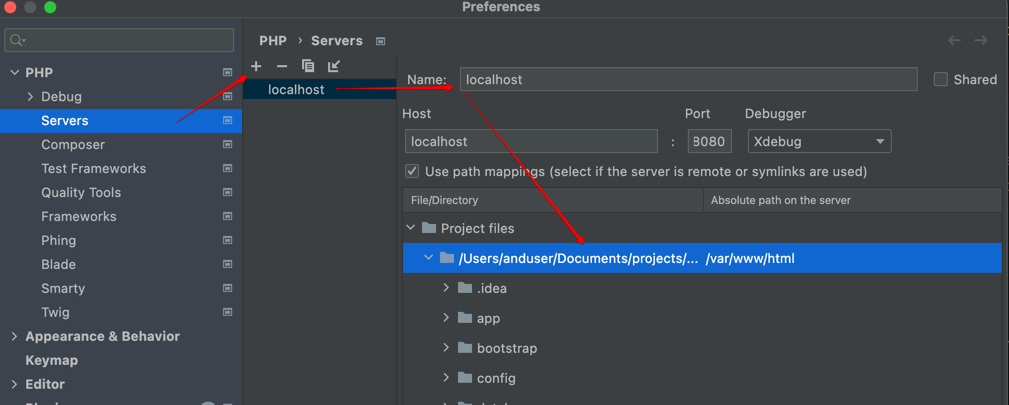 Preferences
PHP › Servers
PHP
Debug
Servers
Composer
Test Frameworks
Quality Tools
Frameworks
Phing
Blade
Smarty
Twig
Appearance & Behavior
Keymap
Editor
localhost
Name: localhost Shared
Host Port Debugger
localhost : 8080 Xdebug
Use path mappings (select if the server is remote or symlinks are used)
File/Directory Absolute path on the server
Project files
/Users/anduser/Documents/projects/... /var/www/html
.idea
app
bootstrap
config